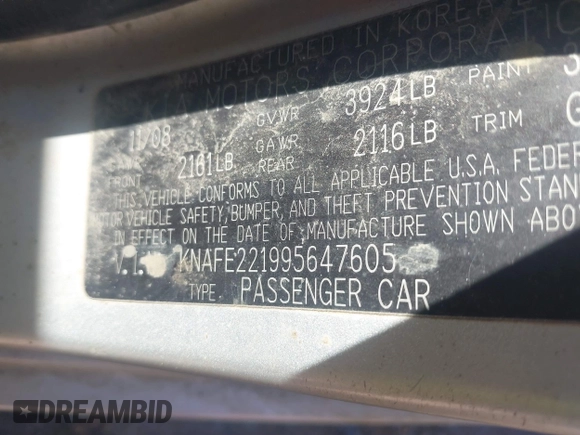 MANUFACTURED IN KOREA
KIA MOTORS CORPORATION
11/08 GVWR 3924LB PAINT 3
FRONT 2161LB GAWR REAR 2116LB TRIM
THIS VEHICLE CONFORMS TO ALL APPLICABLE U.S.A. FEDER
MOTOR VEHICLE SAFETY, BUMPER, AND THEFT PREVENTION STAN
IN EFFECT ON THE DATE OF MANUFACTURE SHOWN ABO
V.I. KNAFE221995647605
TYPE PASSENGER CAR
DREAMBID